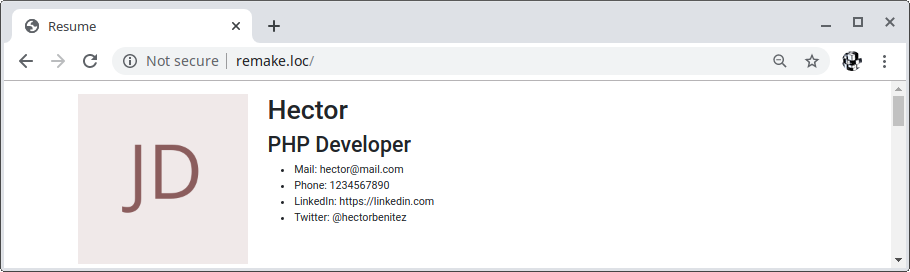 Resume
Not secure | remake.loc/
JD
Hector
PHP Developer
Mail: hector@mail.com
Phone: 1234567890
LinkedIn: https://linkedin.com
Twitter: @hectorbenitez